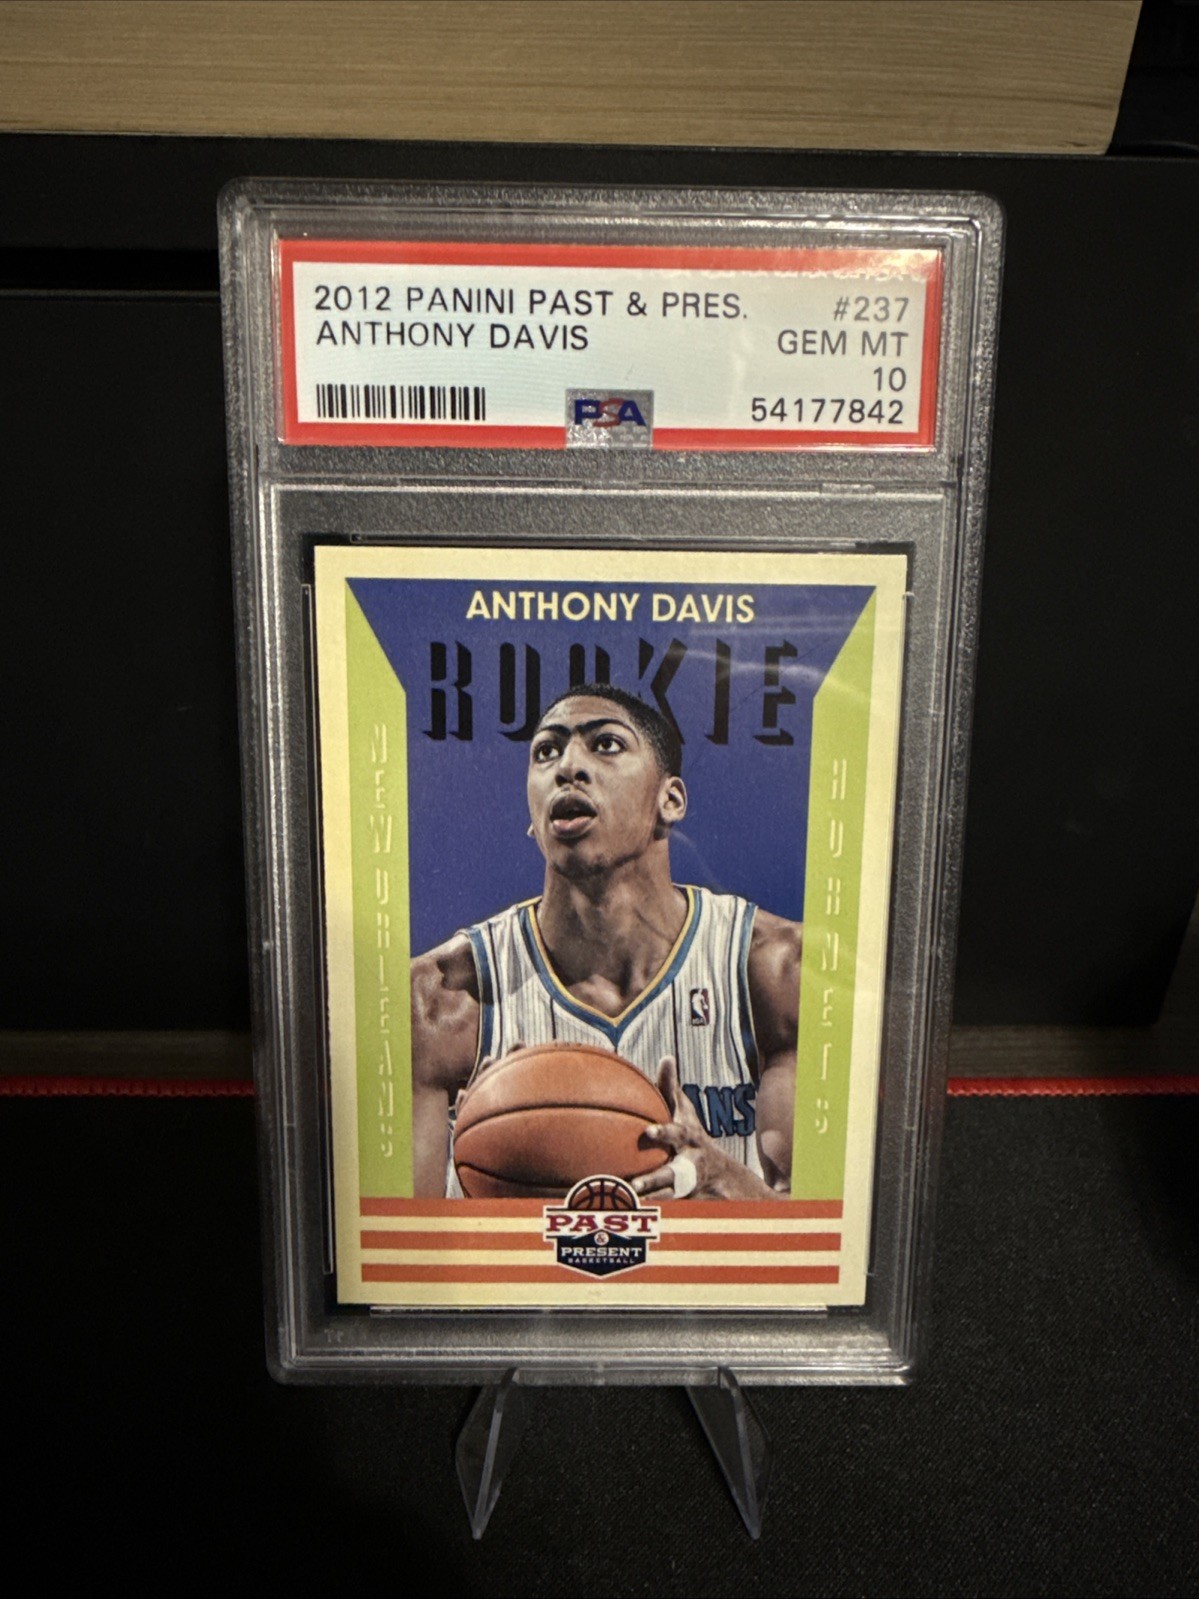 2012 PANINI PAST & PRES. #237
ANTHONY DAVIS GEM MT
10
PSA 54177842
ANTHONY DAVIS
ROOKIE
NEW ORLEANS
HORNETS
ANS
PAST
&
PRESENT
BASKETBALL